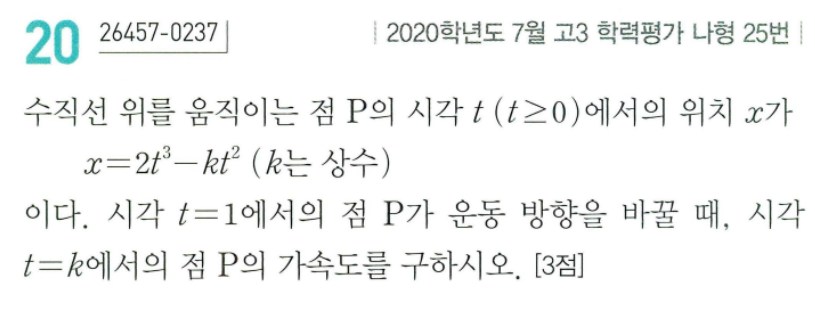 20 26457-0237 | 2020학년도 7월 고3 학력평가 나형 25번 |
수직선 위를 움직이는 점 P의 시각 t (t≥0)에서의 위치 x가
x=2t³-kt² (k는 상수)
이다. 시각 t=1에서의 점 P가 운동 방향을 바꿀 때, 시각
t=k에서의 점 P의 가속도를 구하시오. [3점]